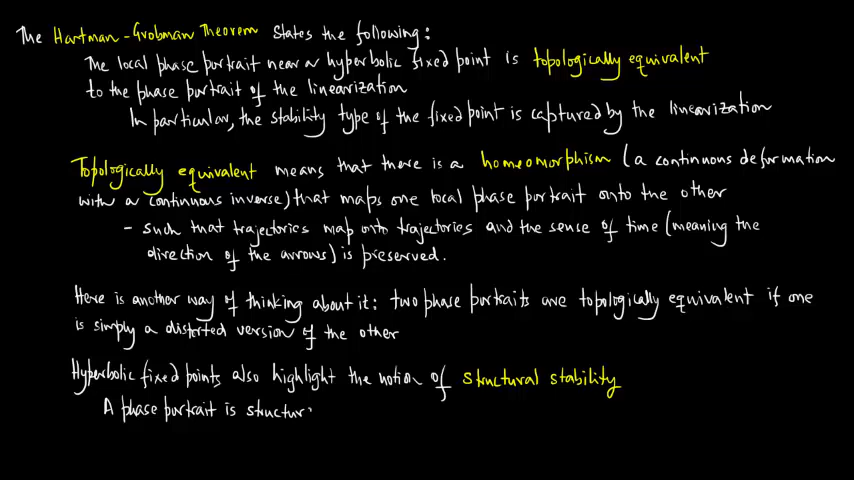 The Hartman-Grobman Theorem states the following:
The local phase portrait near a hyperbolic fixed point is topologically equivalent
to the phase portrait of the linearization
In particular, the stability type of the fixed point is captured by the linearization
Topologically equivalent means that there is a homeomorphism (a continuous deformation
with a continuous inverse) that maps one local phase portrait onto the other
- such that trajectories map onto trajectories and the sense of time (meaning the
direction of the arrows) is preserved.
Here is another way of thinking about it: two phase portraits are topologically equivalent if one
is simply a distorted version of the other
Hyperbolic fixed points also highlight the notion of structural stability
A phase portrait is structur